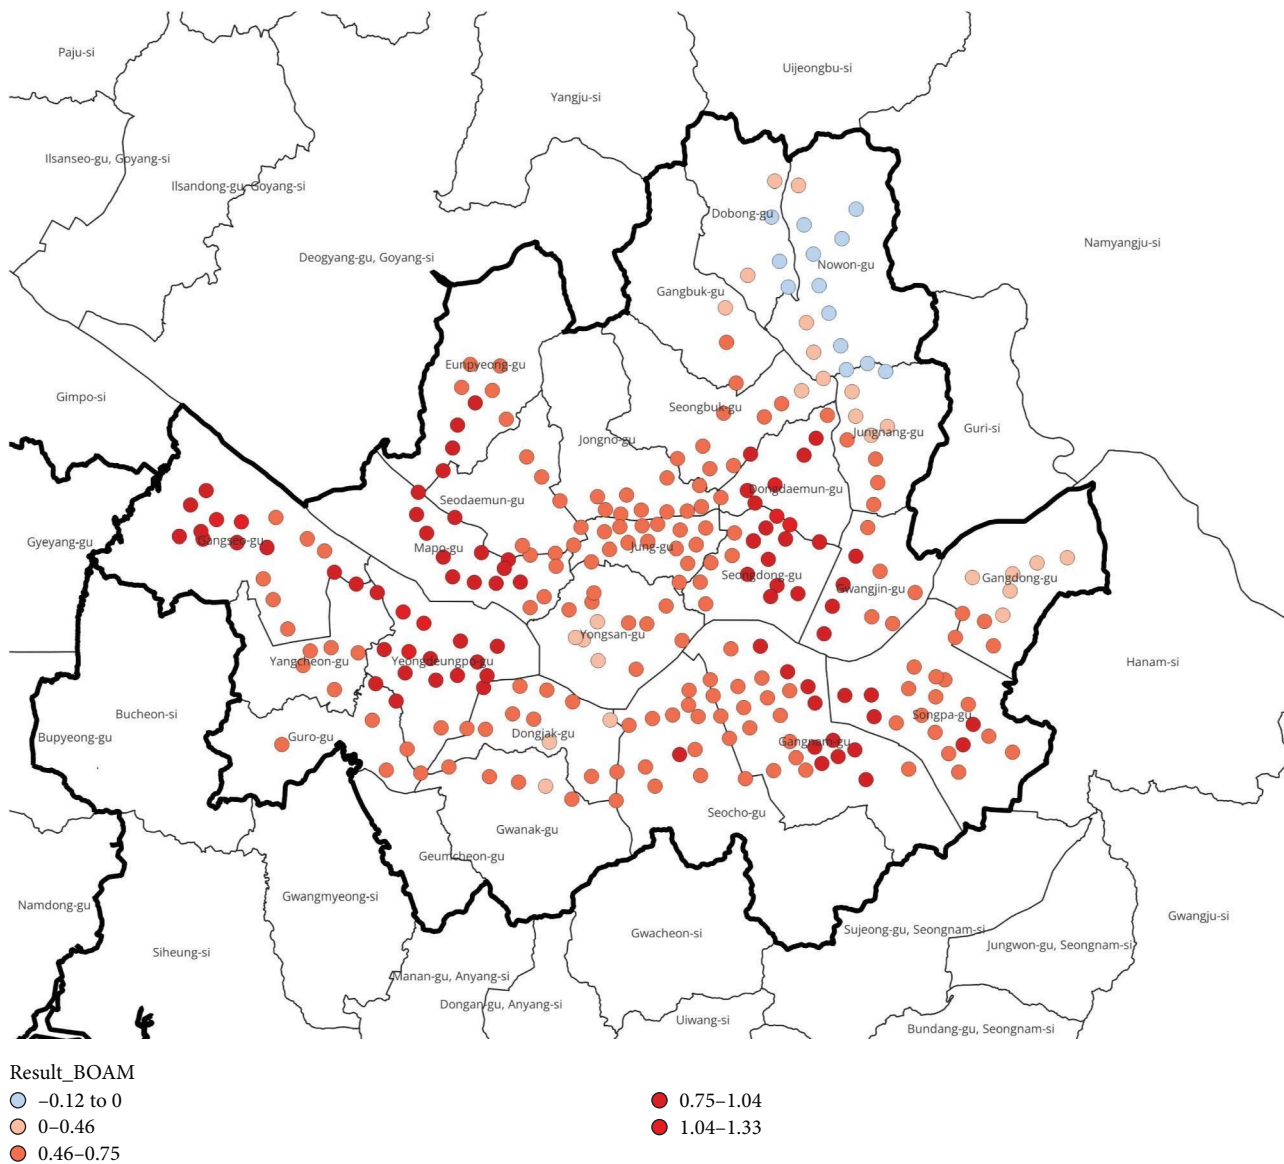 Paju-si
Uijeongbu-si
Yangju-si
Ilsanseo-gu, Goyang-si
Ilsandong-gu, Goyang-si
Dobong-gu
Namyangju-si
Deogyang-gu, Goyang-si
Nowon-gu
Gangbuk-gu
Eunpyeong-gu
Gimpo-si
Seongbuk-gu
Guri-si
Jungnang-gu
Jongno-gu
Dongdaemun-gu
Seodaemun-gu
Gyeyang-gu
Gangseo-gu
Mapo-gu
Jung-gu
Seongdong-gu
Gangdong-gu
Gwangjin-gu
Yongsan-gu
Yangcheon-gu
Yeongdeungpo-gu
Hanam-si
Bucheon-si
Songpa-gu
Bupyeong-gu
Guro-gu
Dongjak-gu
Gangnam-gu
Seocho-gu
Gwanak-gu
Geumcheon-gu
Gwangmyeong-si
Namdong-gu
Gwangju-si
Gwacheon-si
Sujeong-gu, Seongnam-si
Jungwon-gu, Seongnam-si
Siheung-si
Manan-gu, Anyang-si
Dongan-gu, Anyang-si
Uiwang-si
Bundang-gu, Seongnam-si
Result_BOAM
–0.12 to 0
0–0.46
0.46–0.75
0.75–1.04
1.04–1.33